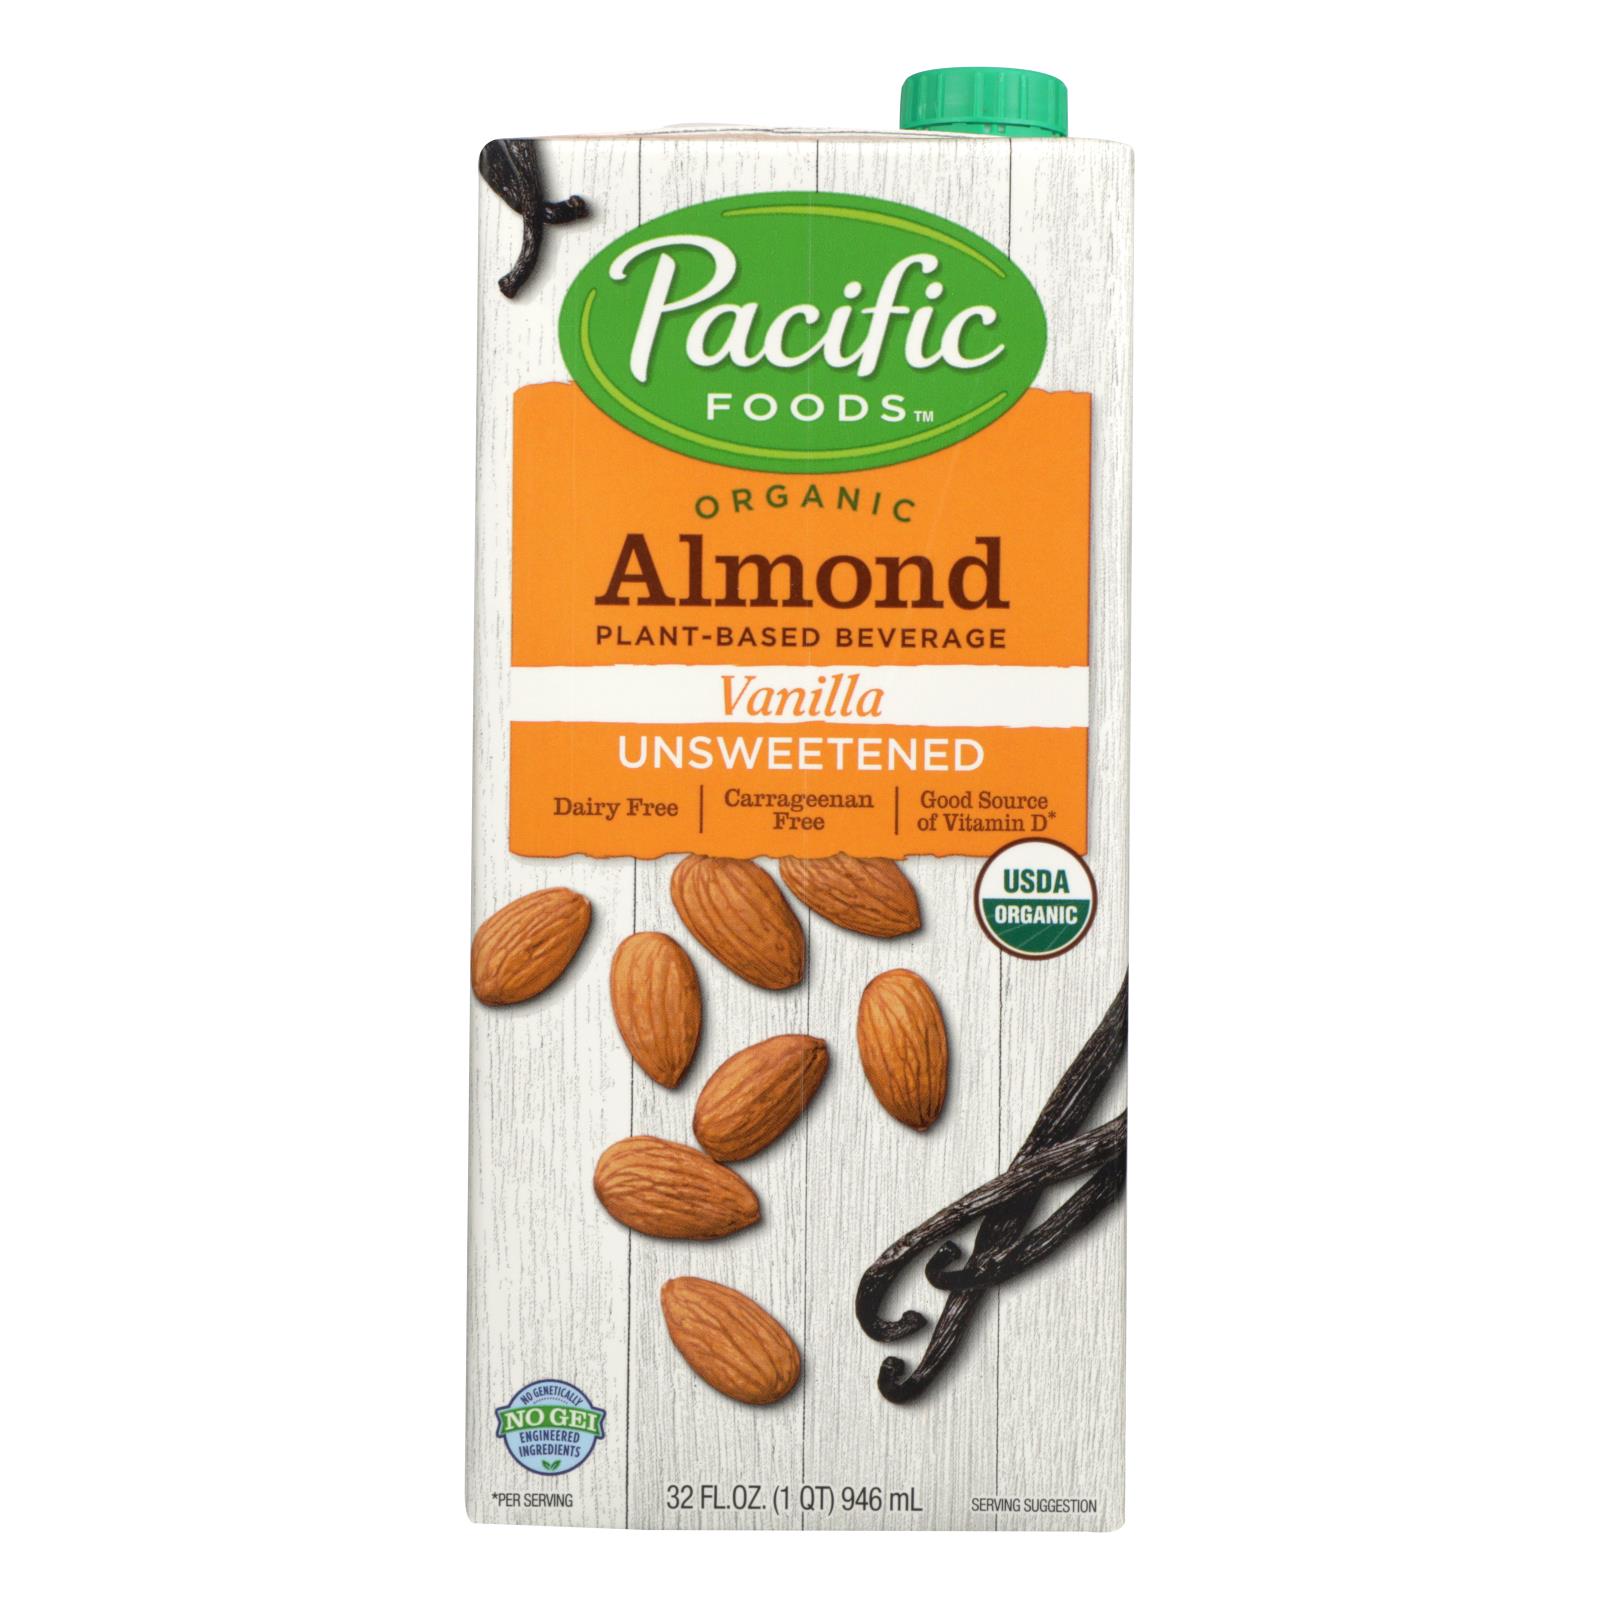 Pacific
FOODS™
ORGANIC
Almond
PLANT-BASED BEVERAGE
Vanilla
UNSWEETENED
Dairy Free
Carrageenan
Free
Good Source
of Vitamin D*
USDA
ORGANIC
NO GENETICALLY
NO GEI
ENGINEERED
INGREDIENTS
*PER SERVING
32 FL.OZ. (1 QT) 946 mL
SERVING SUGGESTION